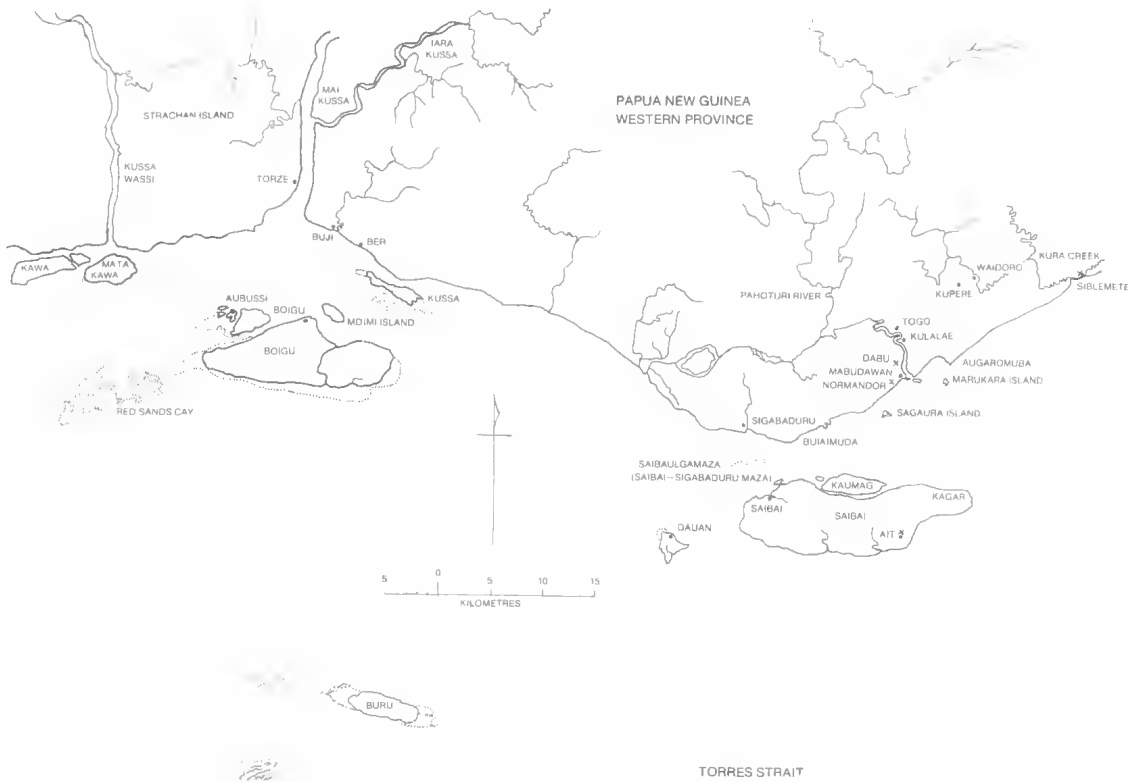 IARA
KUSSA
MAI
KUSSA
STRACHAN ISLAND
PAPUA NEW GUINEA
WESTERN PROVINCE
KUSSA
WASSI
TORZE
BUJI
BER
KAWA
MATA
KAWA
KUSSA
AUBUSSI
BOIGU
MDIMI ISLAND
BOIGU
RED SANDS CAY
KURA CREEK
WAIDORO
SIBLEMETE
KUPERE
PAHOTURI RIVER
TOGO
KULALAE
DABU
MABUDAWAN
NORMANDOR
AUGAROMUBA
MARUKARA ISLAND
SAGAURA ISLAND
SIGABADURU
BUIAIMUDA
SAIBAULGAMAZA
(SAIBAI–SIGABADURU MAZA)
KAUMAG
KAGAR
SAIBAI
SAIBAI
AIT
DAUAN
5 0 5 10 15
KILOMETRES
BURU
TORRES STRAIT